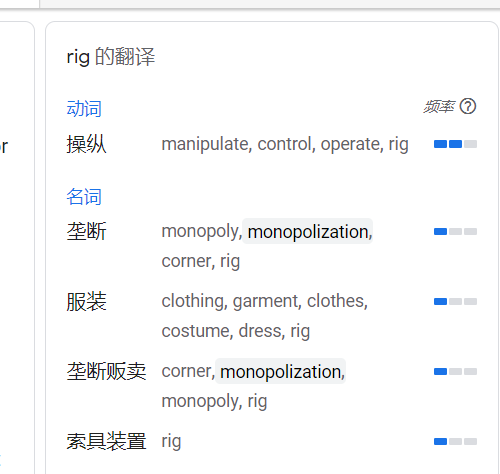 rig 的翻译
动词 频率
or
操纵 manipulate, control, operate, rig
名词
垄断 monopoly, monopolization,
corner, rig
服装 clothing, garment, clothes,
costume, dress, rig
垄断贩卖 corner, monopolization,
monopoly, rig
索具装置 rig